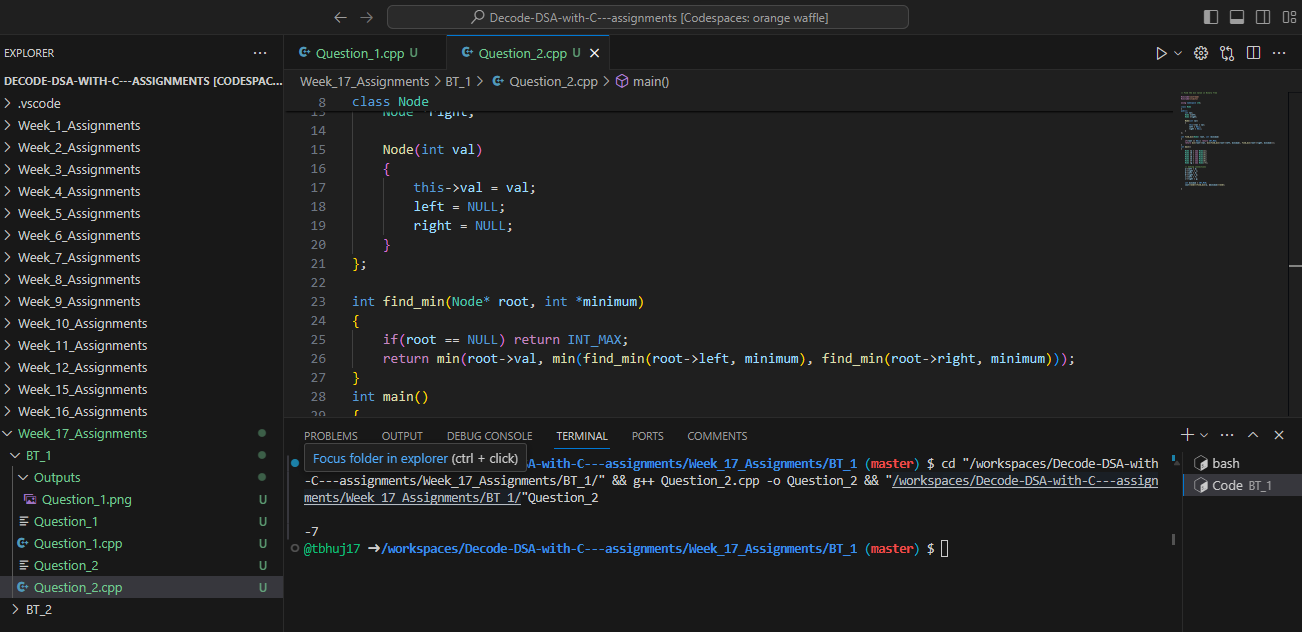 Decode-DSA-with-C---assignments [Codespaces: orange waffle]
EXPLORER
DECODE-DSA-WITH-C---ASSIGNMENTS [CODESPAC...
.vscode
Week_1_Assignments
Week_2_Assignments
Week_3_Assignments
Week_4_Assignments
Week_5_Assignments
Week_6_Assignments
Week_7_Assignments
Week_8_Assignments
Week_9_Assignments
Week_10_Assignments
Week_11_Assignments
Week_12_Assignments
Week_15_Assignments
Week_16_Assignments
Week_17_Assignments
BT_1
Outputs
Question_1.png U
Question_1 U
Question_1.cpp U
Question_2 U
Question_2.cpp U
BT_2
Question_1.cpp U
Question_2.cpp U
Week_17_Assignments > BT_1 > Question_2.cpp > main()
8 class Node
13 Node *right;
14
15 Node(int val)
16 {
17 this->val = val;
18 left = NULL;
19 right = NULL;
20 }
21 };
22
23 int find_min(Node* root, int *minimum)
24 {
25 if(root == NULL) return INT_MAX;
26 return min(root->val, min(find_min(root->left, minimum), find_min(root->right, minimum)));
27 }
28 int main()
29 {
PROBLEMS OUTPUT DEBUG CONSOLE TERMINAL PORTS COMMENTS
Focus folder in explorer (ctrl + click)
A-with-C---assignments/Week_17_Assignments/BT_1 (master) $ cd "/workspaces/Decode-DSA-with
-C---assignments/Week_17_Assignments/BT_1/" && g++ Question_2.cpp -o Question_2 && "/workspaces/Decode-DSA-with-C---assign
ments/Week_17_Assignments/BT_1/"Question_2
-7
@tbhuj17 ➜/workspaces/Decode-DSA-with-C---assignments/Week_17_Assignments/BT_1 (master) $
bash
Code BT_1